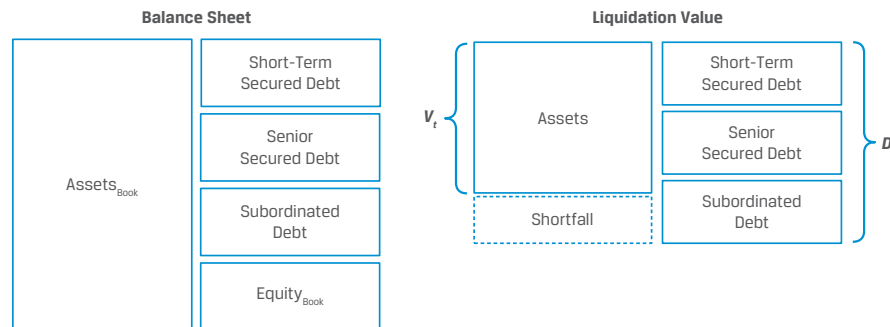 Balance Sheet
Liquidation Value
Assets Book
Short-Term
Secured Debt
Senior
Secured Debt
Subordinated
Debt
Equity Book
V t
Assets
Shortfall
Short-Term
Secured Debt
Senior
Secured Debt
Subordinated
Debt
D